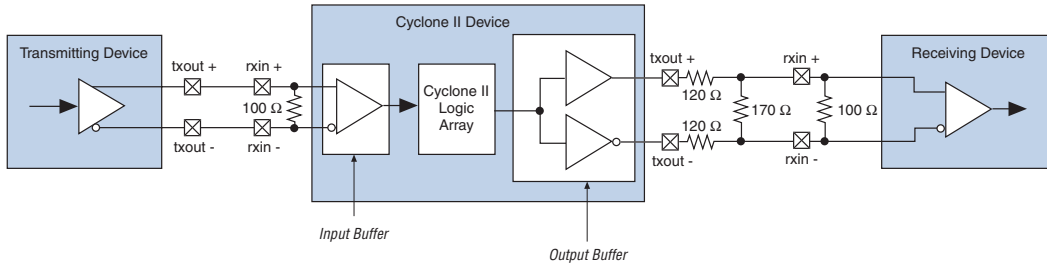 Cyclone II Device
Transmitting Device
Receiving Device
txout +
rxin +
txout +
rxin +
120 Ω
100 Ω
Cyclone II
Logic
Array
170 Ω
100 Ω
120 Ω
txout -
rxin -
txout -
rxin -
Input Buffer
Output Buffer